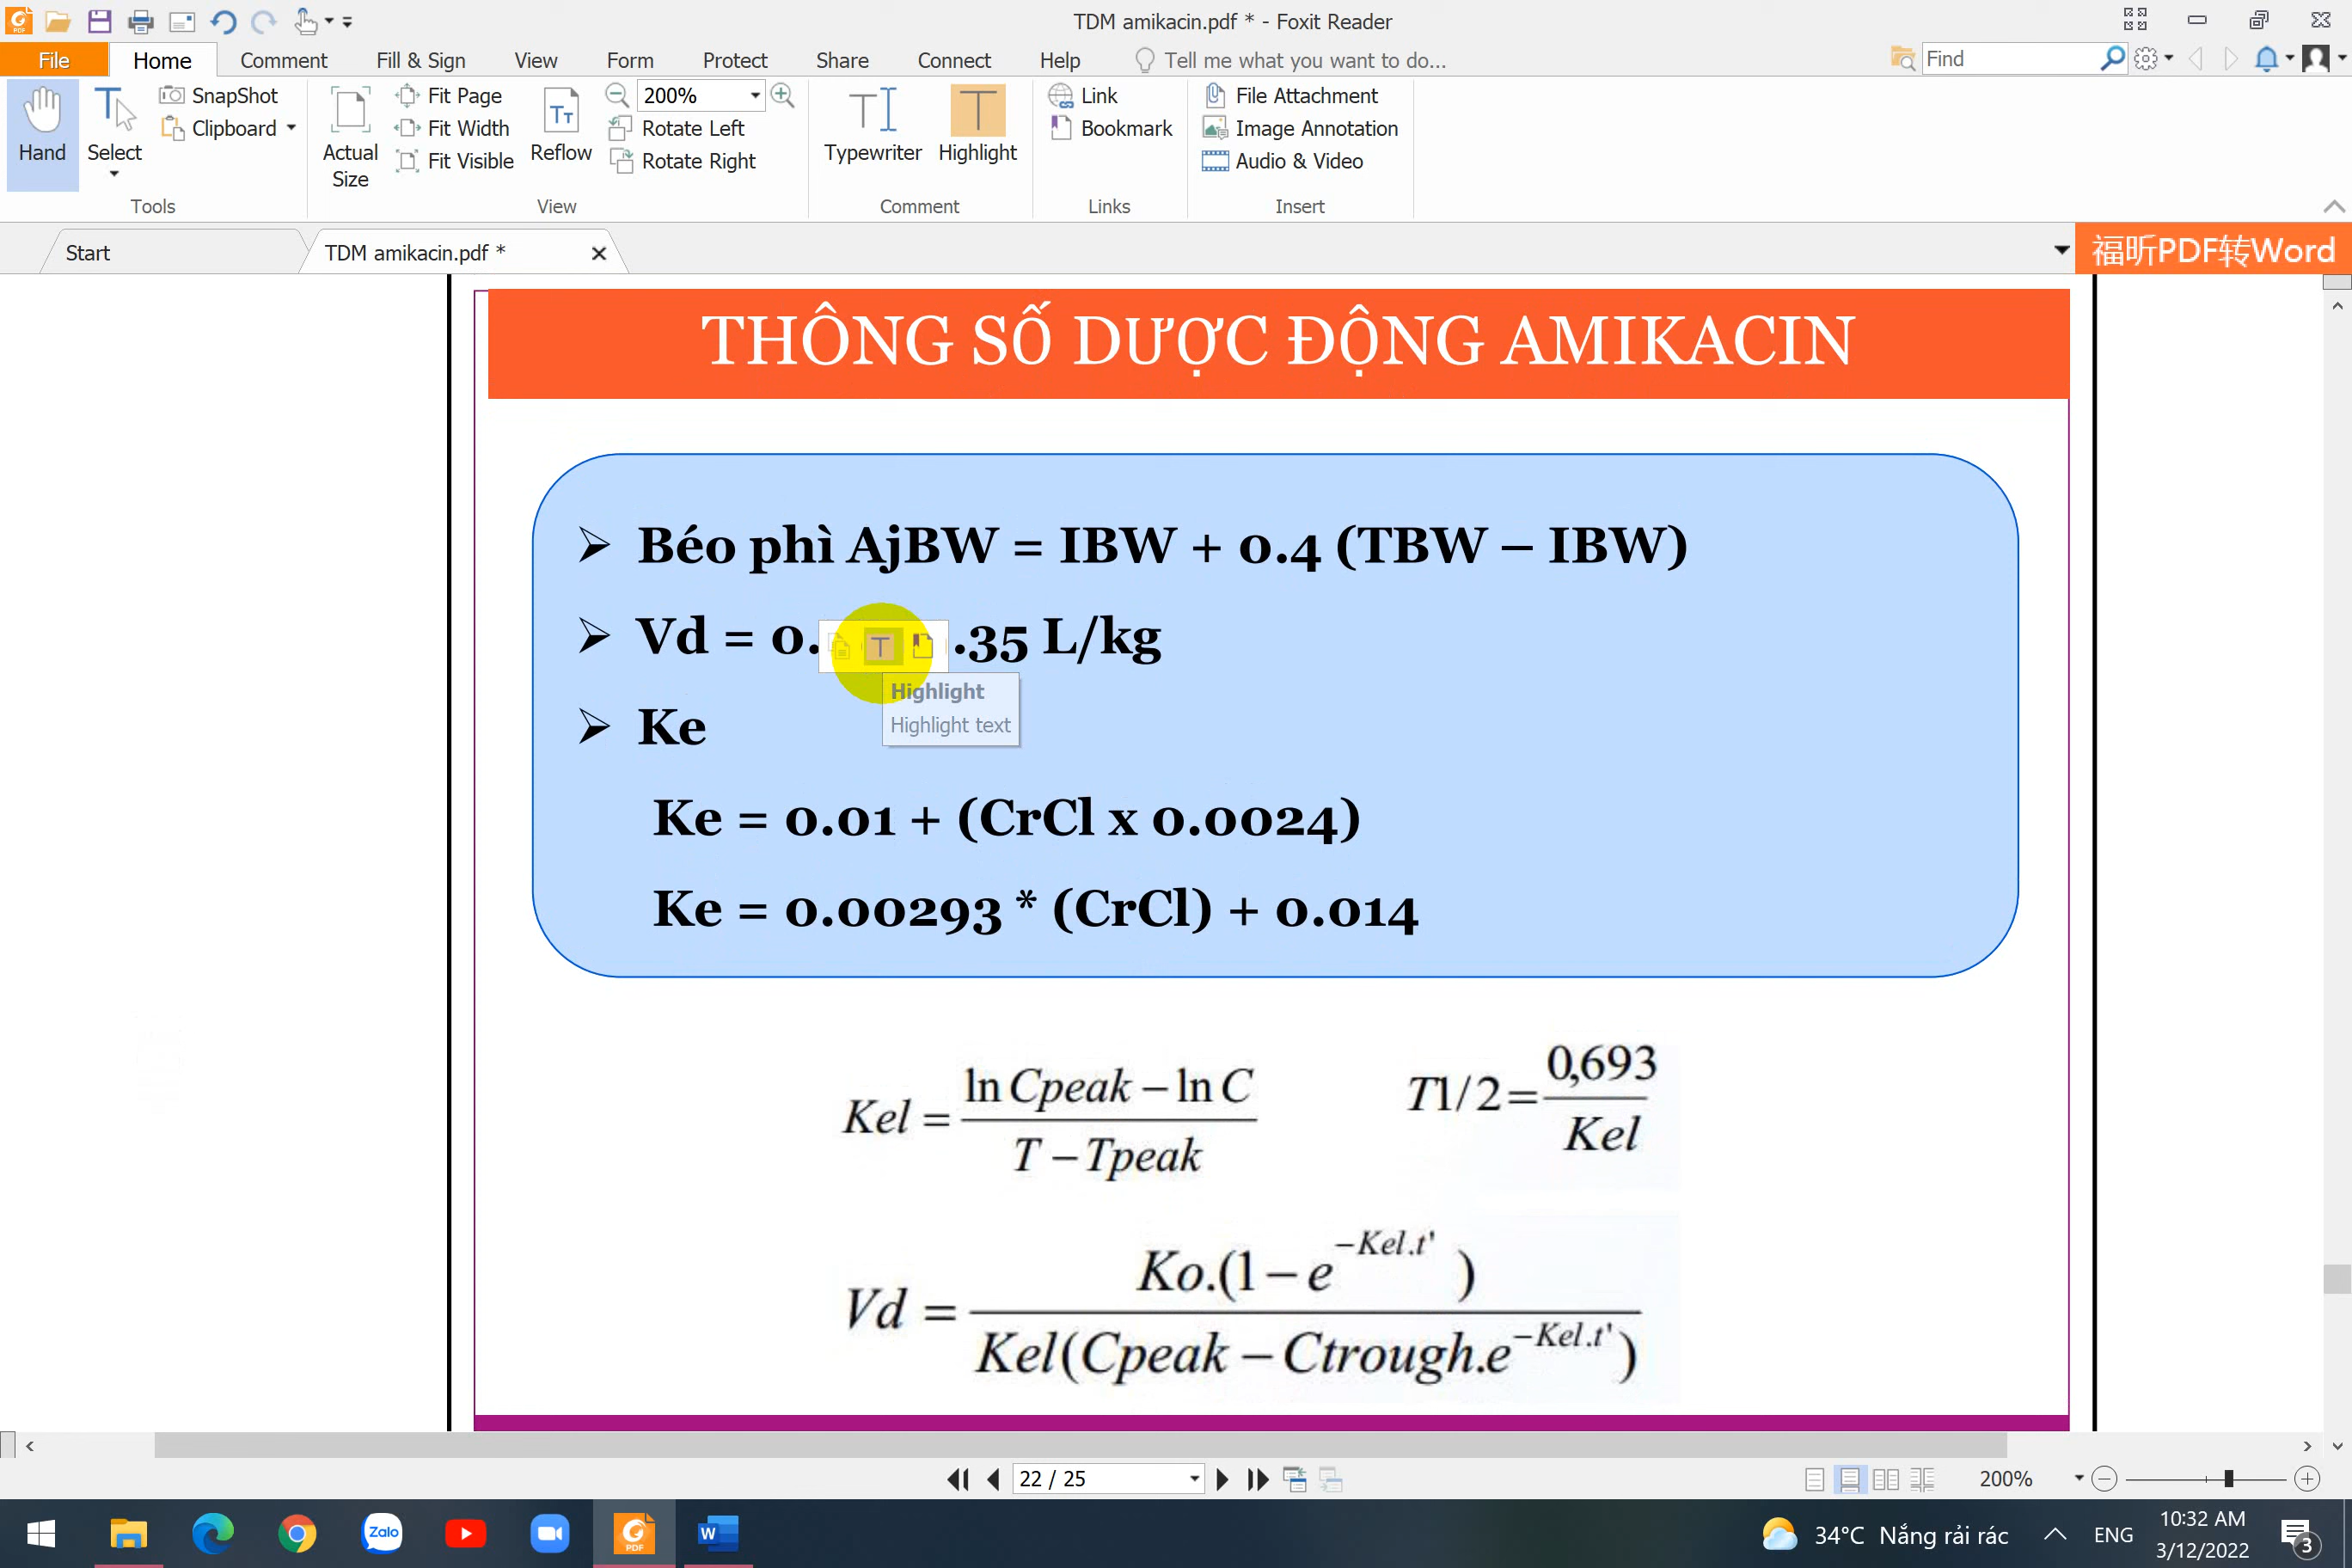 TDM amikacin.pdf * - Foxit Reader
File Home Comment Fill & Sign View Form Protect Share Connect Help Tell me what you want to do... Find
Hand
Select
SnapShot
Clipboard
Tools
Actual Size
Fit Page
Fit Width
Fit Visible
Reflow
200%
Rotate Left
Rotate Right
View
Typewriter
Highlight
Comment
Link
Bookmark
Links
File Attachment
Image Annotation
Audio & Video
Insert
Start
TDM amikacin.pdf *
福昕PDF转Word
THÔNG SỐ DƯỢC ĐỘNG AMIKACIN
➢ Béo phì AjBW = IBW + 0.4 (TBW – IBW)
➢ Vd = 0. .35 L/kg
Highlight
Highlight text
➢ Ke
Ke = 0.01 + (CrCl x 0.0024)
Ke = 0.00293 * (CrCl) + 0.014
Kel = (ln Cpeak – ln C) / (T – Tpeak)
T1/2 = 0,693 / Kel
Vd = Ko.(1 – e^–Kel.t') / Kel(Cpeak – Ctrough.e^–Kel.t')
22 / 25
200%
Zalo
34°C Nắng rải rác
ENG
10:32 AM
3/12/2022
3